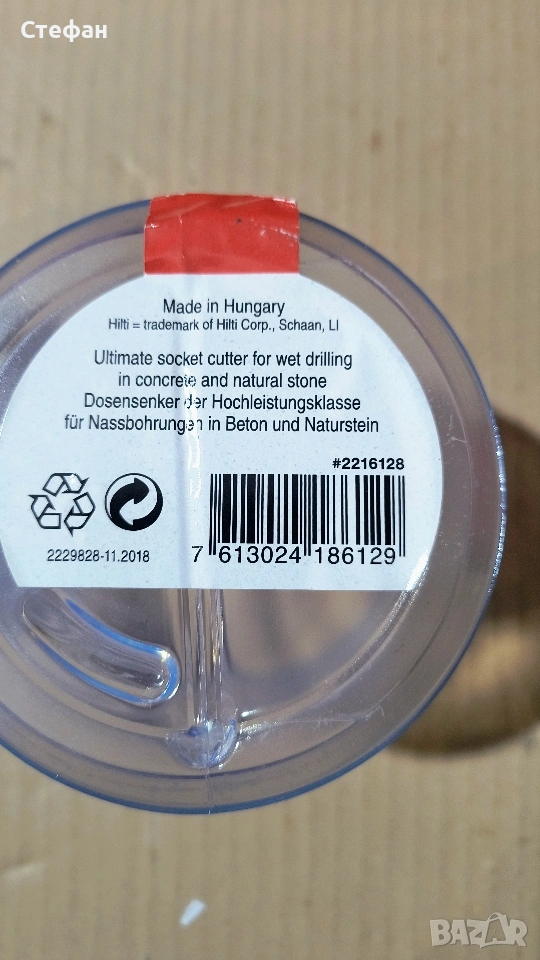 Стефан
Made in Hungary
Hilti = trademark of Hilti Corp., Schaan, LI
Ultimate socket cutter for wet drilling
in concrete and natural stone
Dosensenker der Hochleistungsklasse
für Nassbohrungen in Beton und Naturstein
#2216128
2229828-11.2018
7 613024 186129
BAZAR